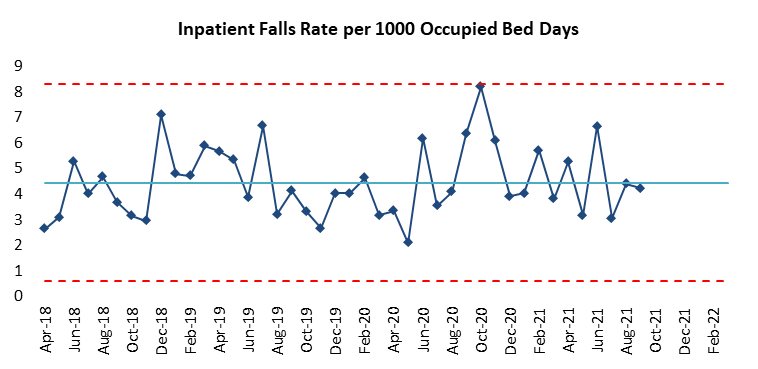 Inpatient Falls Rate per 1000 Occupied Bed Days
9
8
7
6
5
4
3
2
1
0
Apr-18
Jun-18
Aug-18
Oct-18
Dec-18
Feb-19
Apr-19
Jun-19
Aug-19
Oct-19
Dec-19
Feb-20
Apr-20
Jun-20
Aug-20
Oct-20
Dec-20
Feb-21
Apr-21
Jun-21
Aug-21
Oct-21
Dec-21
Feb-22